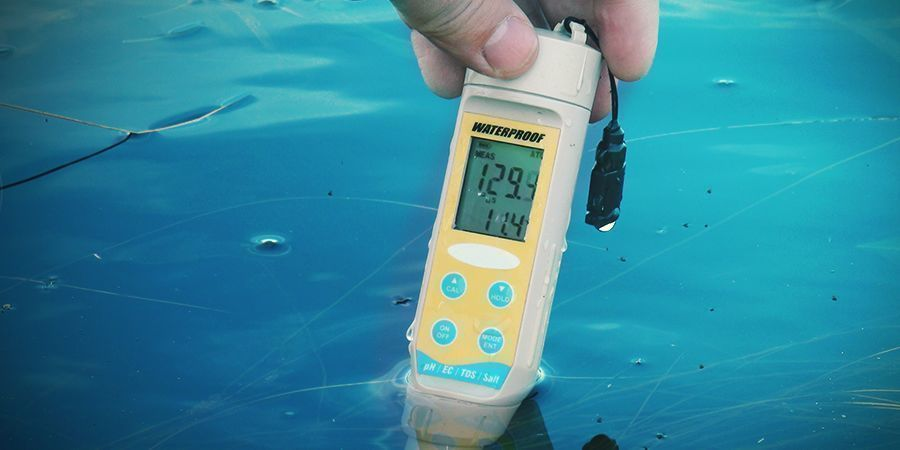 WATERPROOF
MEAS ATC
129.9
µS
11.4
CAL HOLD
ON MODE
OFF ENT
pH / EC / TDS / Salt